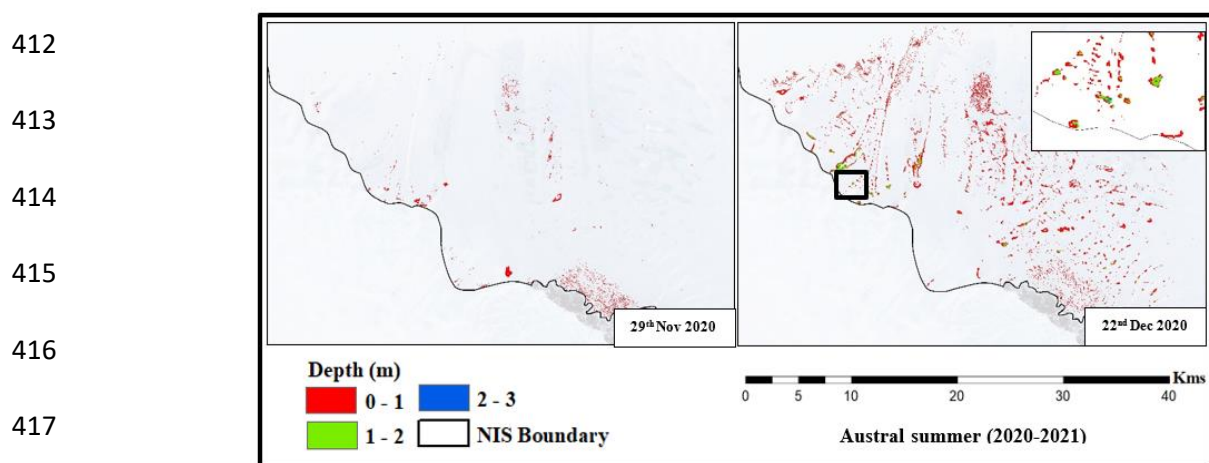 412
413
414
415
416
417
29th Nov 2020
22nd Dec 2020
Depth (m)
0 - 1
2 - 3
1 - 2
NIS Boundary
Kms
0 5 10 20 30 40
Austral summer (2020-2021)